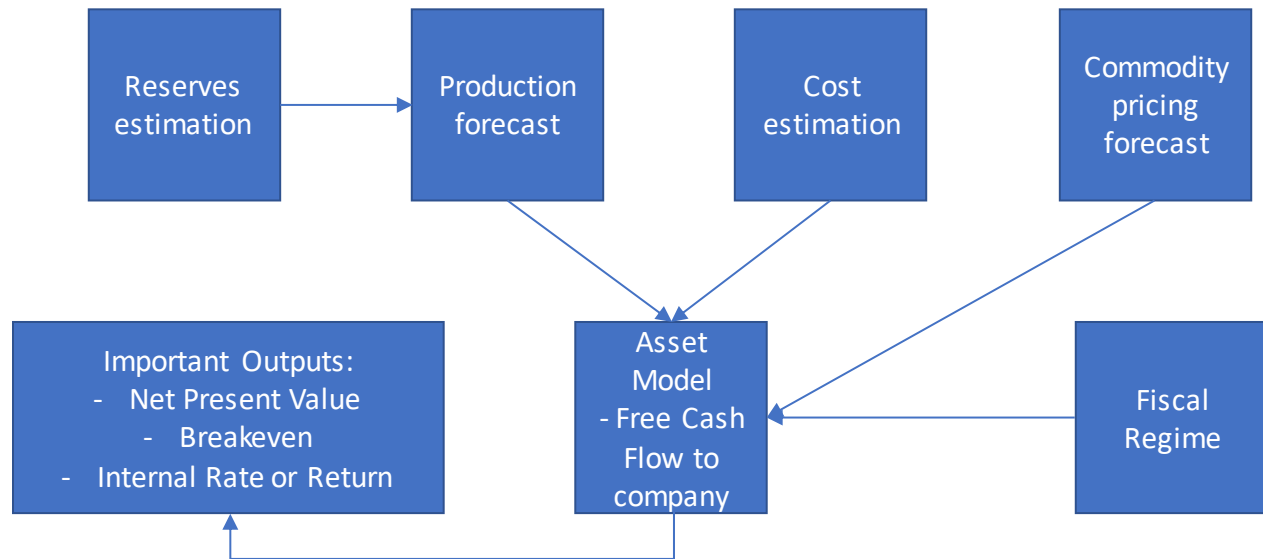 Reserves
estimation
Production
forecast
Cost
estimation
Commodity
pricing
forecast
Important Outputs:
- Net Present Value
- Breakeven
- Internal Rate or Return
Asset
Model
- Free Cash
Flow to
company
Fiscal
Regime